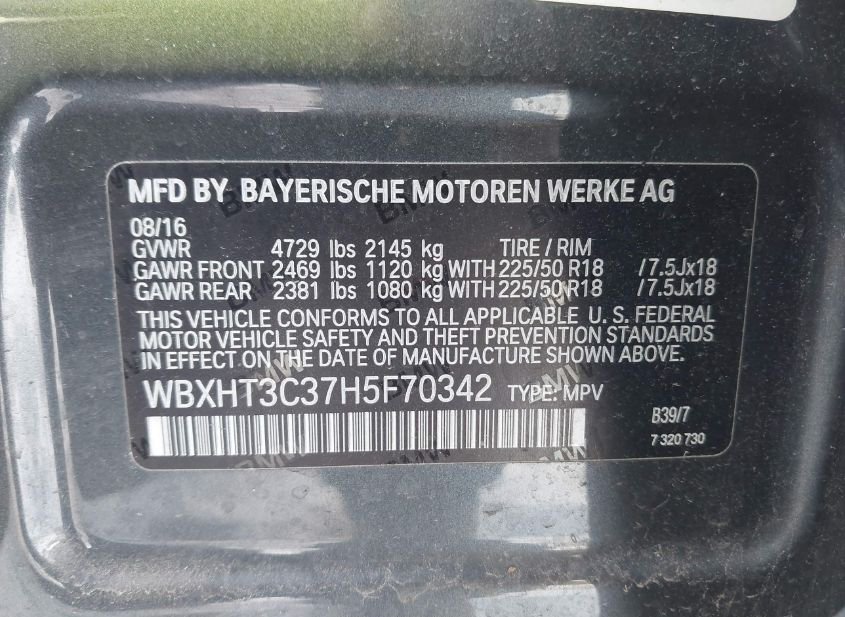 MFD BY BAYERISCHE MOTOREN WERKE AG
08/16
GVWR 4729 lbs 2145 kg TIRE / RIM
GAWR FRONT 2469 lbs 1120 kg WITH 225/50 R18 /7.5Jx18
GAWR REAR 2381 lbs 1080 kg WITH 225/50 R18 /7.5Jx18
THIS VEHICLE CONFORMS TO ALL APPLICABLE U. S. FEDERAL
MOTOR VEHICLE SAFETY AND THEFT PREVENTION STANDARDS
IN EFFECT ON THE DATE OF MANUFACTURE SHOWN ABOVE.
WBXHT3C37H5F70342 TYPE: MPV
B39/7
7 320 730